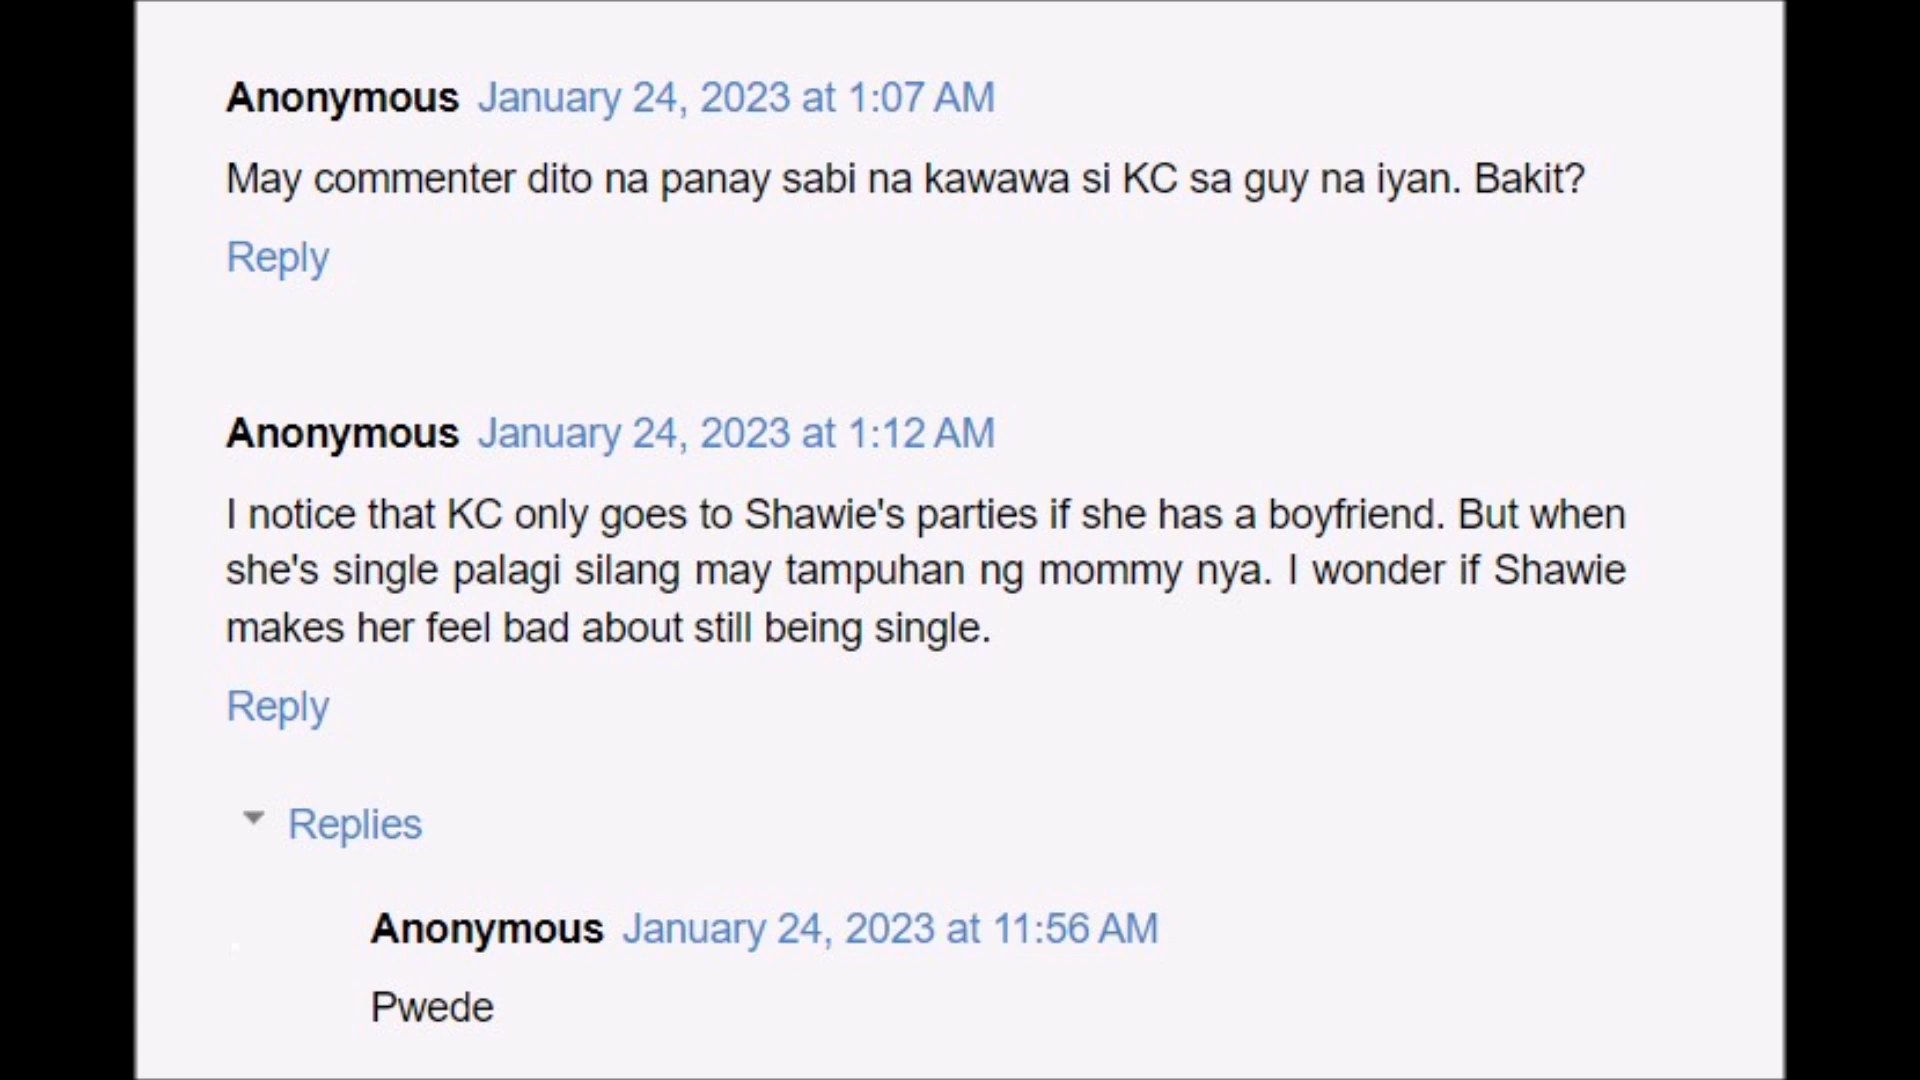 Anonymous January 24, 2023 at 1:07 AM
May commenter dito na panay sabi na kawawa si KC sa guy na iyan. Bakit?
Reply
Anonymous January 24, 2023 at 1:12 AM
I notice that KC only goes to Shawie's parties if she has a boyfriend. But when
she's single palagi silang may tampuhan ng mommy nya. I wonder if Shawie
makes her feel bad about still being single.
Reply
Replies
Anonymous January 24, 2023 at 11:56 AM
Pwede